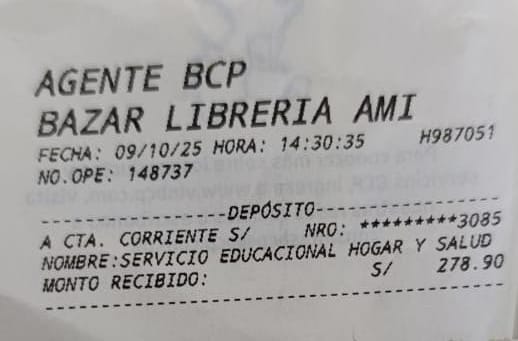 AGENTE BCP
BAZAR LIBRERIA AMI
FECHA: 09/10/25 HORA: 14:30:35 H987051
NO.OPE: 148737
------------------DEPÓSITO------------------
A CTA. CORRIENTE S/ NRO: *********3085
NOMBRE:SERVICIO EDUCACIONAL HOGAR Y SALUD
MONTO RECIBIDO: S/ 278.90
--------------------------------------------